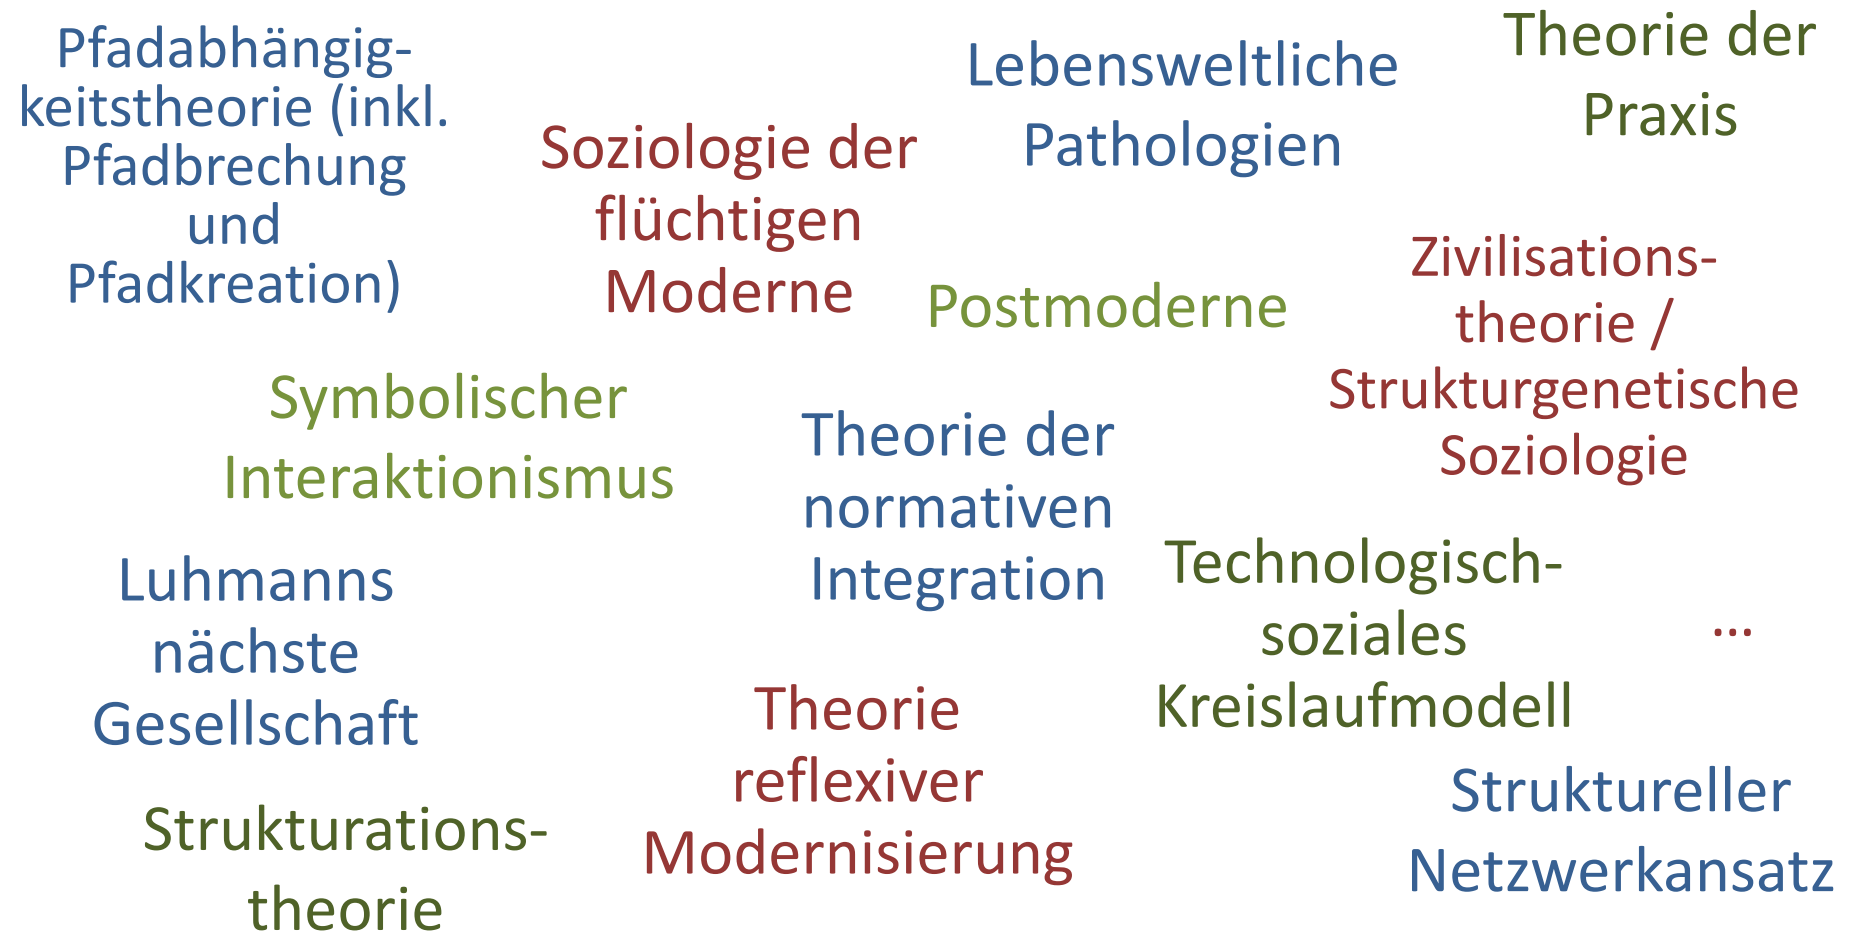 Pfadabhängig-
keitstheorie (inkl.
Pfadbrechung
und
Pfadkreation)
Soziologie der
flüchtigen
Moderne
Lebensweltliche
Pathologien
Theorie der
Praxis
Postmoderne
Zivilisations-
theorie /
Strukturgenetische
Soziologie
Symbolischer
Interaktionismus
Theorie der
normativen
Integration
Technologisch-
soziales
Kreislaufmodell
...
Luhmanns
nächste
Gesellschaft
Theorie
reflexiver
Modernisierung
Struktureller
Netzwerkansatz
Strukturations-
theorie